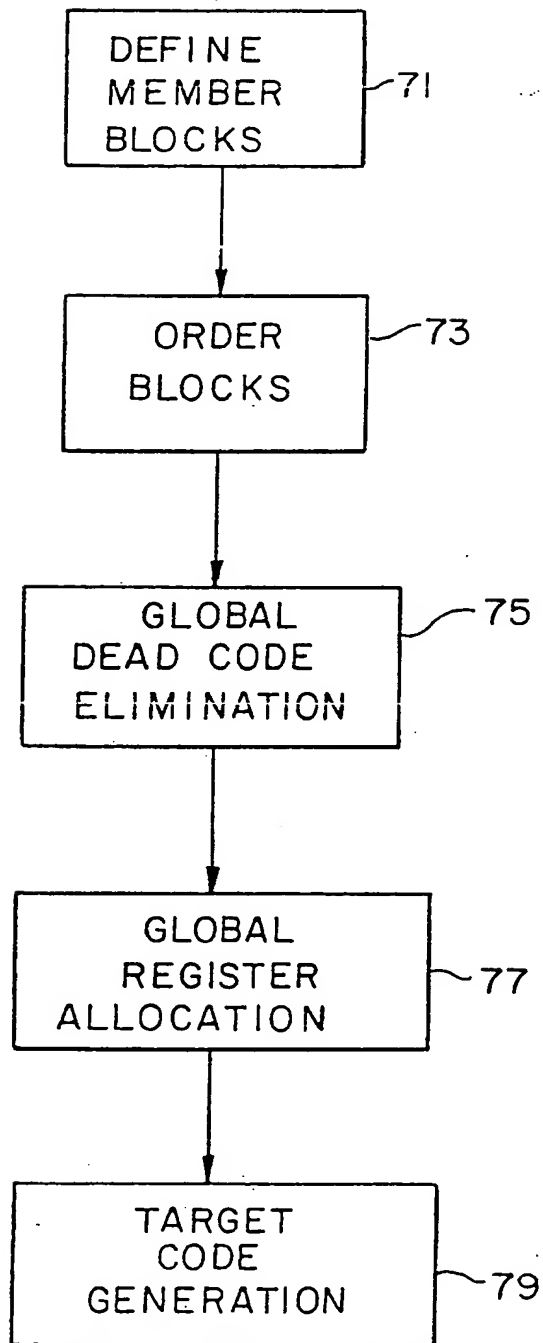 DEFINE
MEMBER
BLOCKS
71
ORDER
BLOCKS
73
GLOBAL
DEAD CODE
ELIMINATION
75
GLOBAL
REGISTER
ALLOCATION
77
TARGET
CODE
GENERATION
79